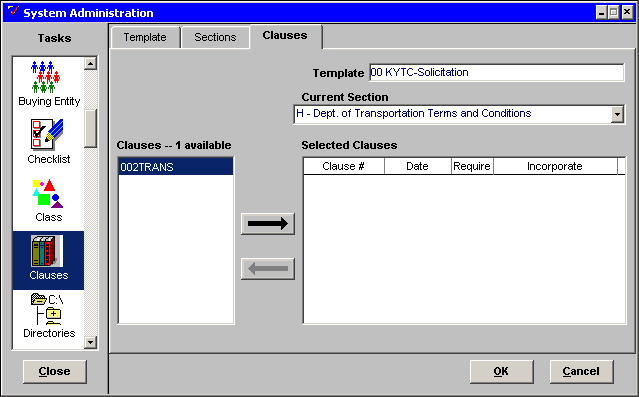 System Administration
Tasks
Buying Entity
Checklist
Class
Clauses
C:\
Directories
Close
Template
Sections
Clauses
Template
00 KYTC-Solicitation
Current Section
H - Dept. of Transportation Terms and Conditions
Clauses -- 1 available
002TRANS
Selected Clauses
Clause # Date Require Incorporate
OK
Cancel